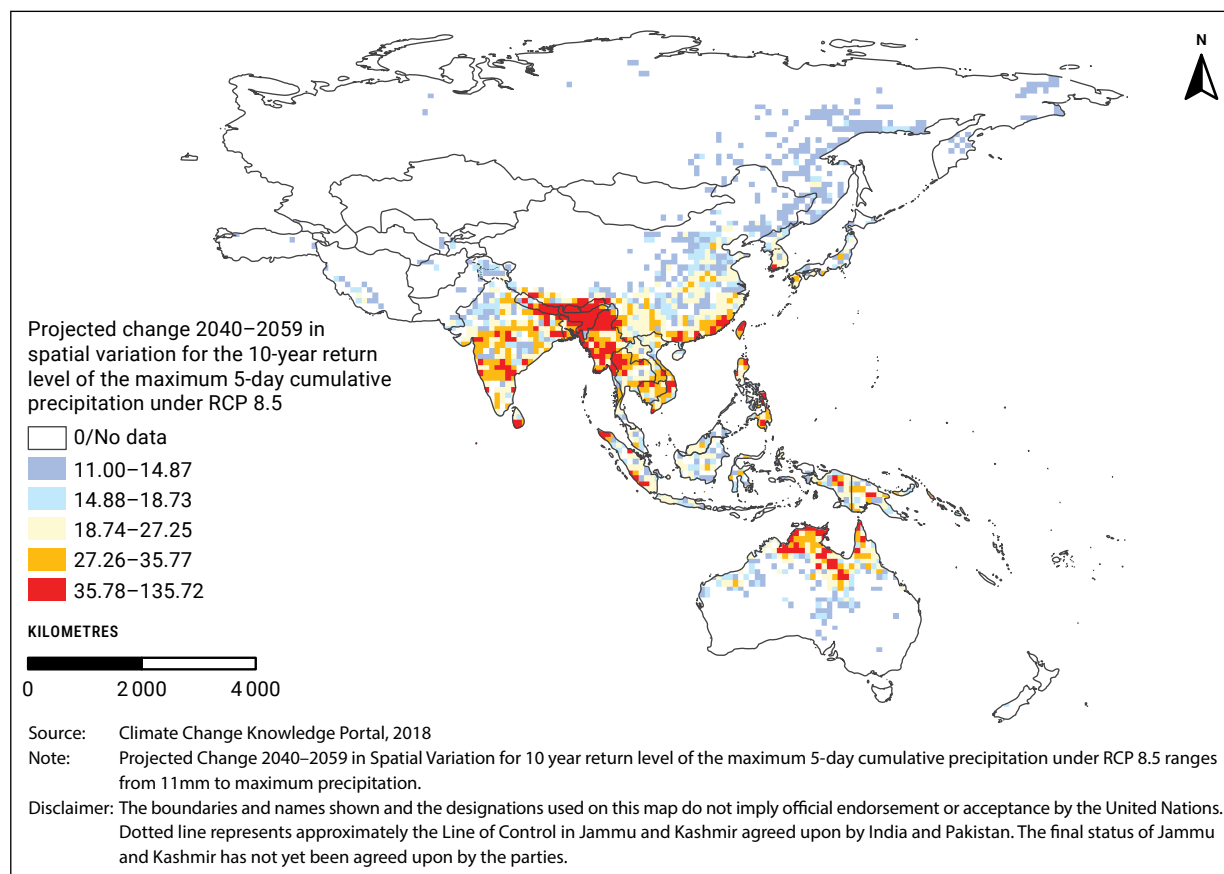 N
Projected change 2040–2059 in
spatial variation for the 10-year return
level of the maximum 5-day cumulative
precipitation under RCP 8.5
0/No data
11.00–14.87
14.88–18.73
18.74–27.25
27.26–35.77
35.78–135.72
KILOMETRES
0 2 000 4 000
Source: Climate Change Knowledge Portal, 2018
Note: Projected Change 2040–2059 in Spatial Variation for 10 year return level of the maximum 5-day cumulative precipitation under RCP 8.5 ranges
from 11mm to maximum precipitation.
Disclaimer: The boundaries and names shown and the designations used on this map do not imply official endorsement or acceptance by the United Nations.
Dotted line represents approximately the Line of Control in Jammu and Kashmir agreed upon by India and Pakistan. The final status of Jammu
and Kashmir has not yet been agreed upon by the parties.